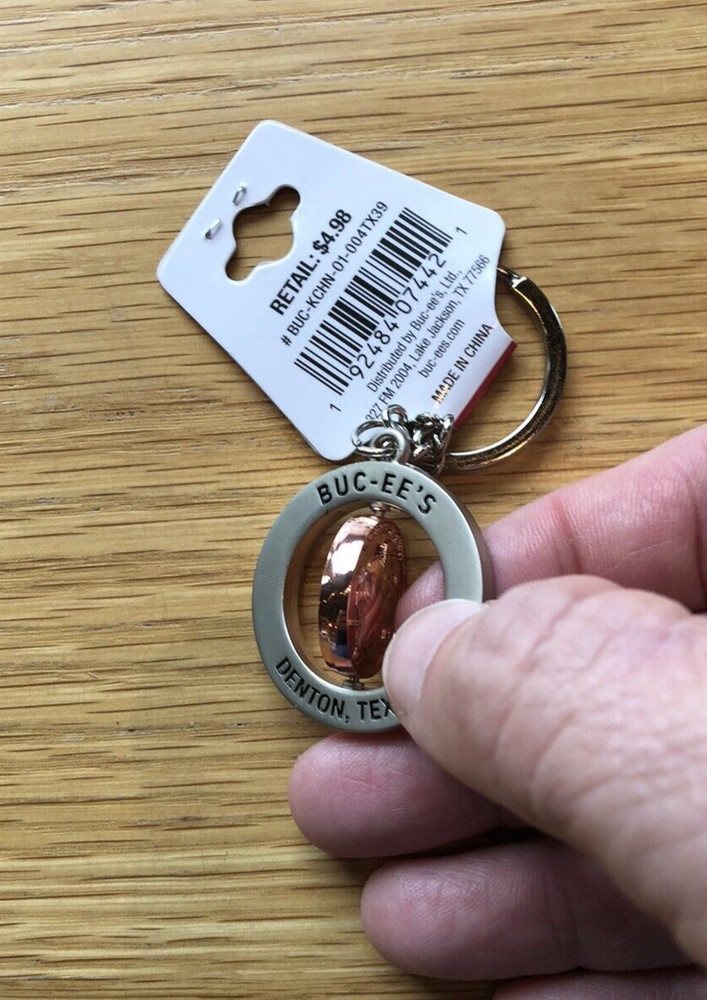 RETAIL: $4.98
# BUC-KCHN-01-004TX39
1 92484 07442 1
Distributed by Buc-ee's, Ltd.,
327 FM 2004, Lake Jackson, TX 77566
buc-ees.com
MADE IN CHINA
BUC-EE'S
DENTON, TEX